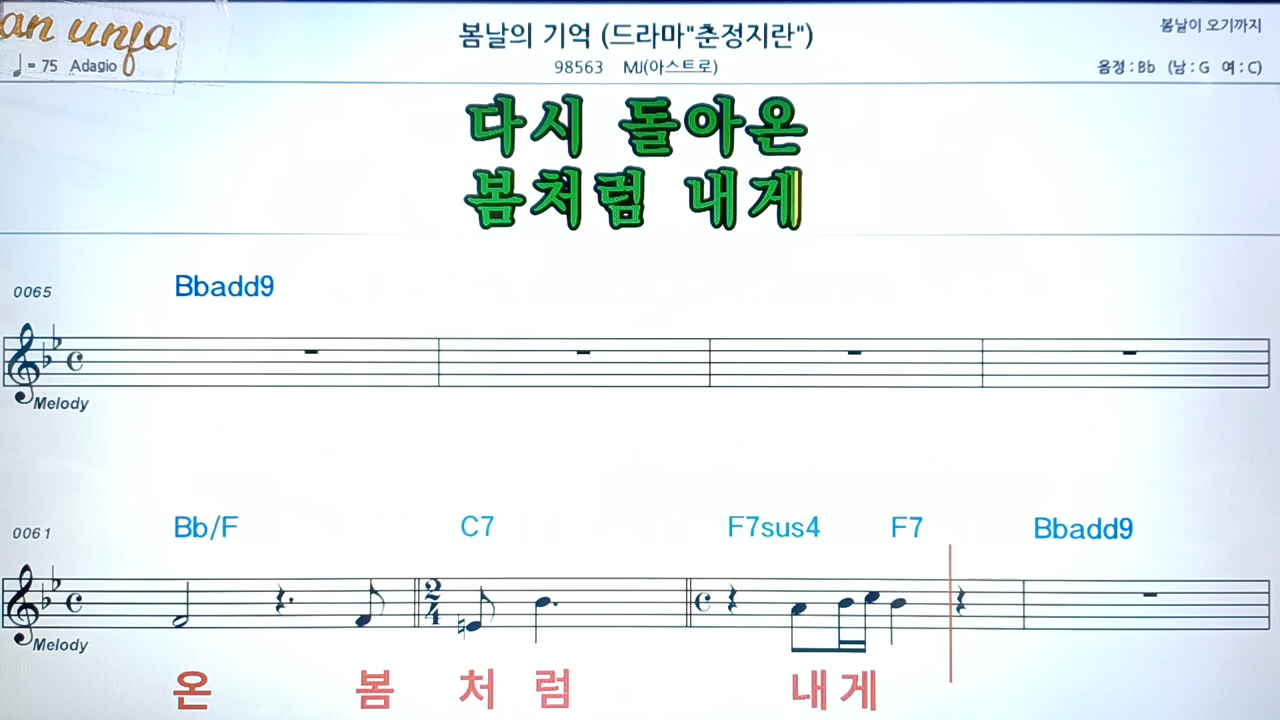 an unfa
봄날의 기억 (드라마"춘정지란")
봄날이 오기까지
♩= 75 Adagio
98563 MJ(아스트로)
음정 : Bb (남 : G 여 : C)
다시 돌아온
봄처럼 내게
0065
Bbadd9
Melody
0061
Bb/F C7 F7sus4 F7 Bbadd9
2
4
Melody
온 봄 처 럼 내 게